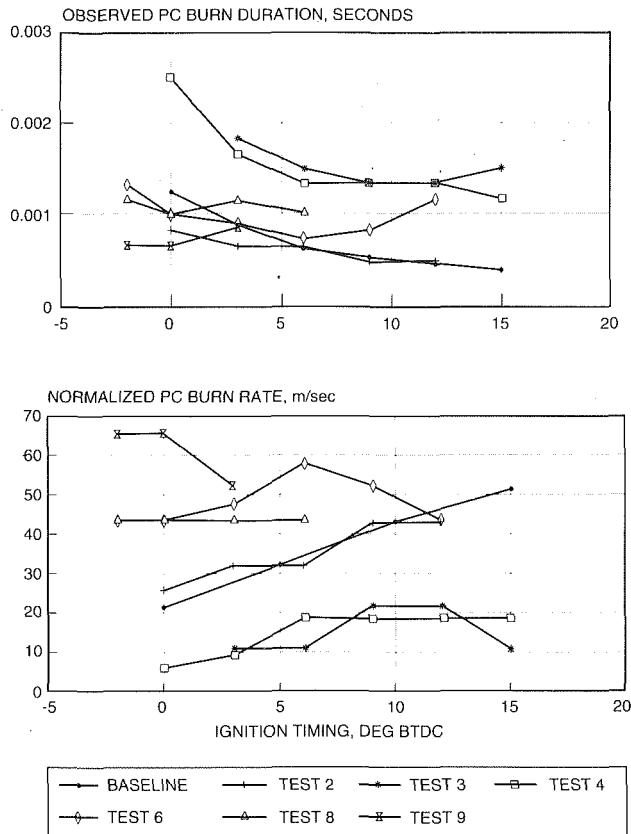 OBSERVED PC BURN DURATION, SECONDS
0.003
0.002
0.001
0
-5 0 5 10 15 20
NORMALIZED PC BURN RATE, m/sec
70
60
50
40
30
20
10
0
-5 0 5 10 15 20
IGNITION TIMING, DEG BTDC
BASELINE TEST 2 TEST 3 TEST 4
TEST 6 TEST 8 TEST 9